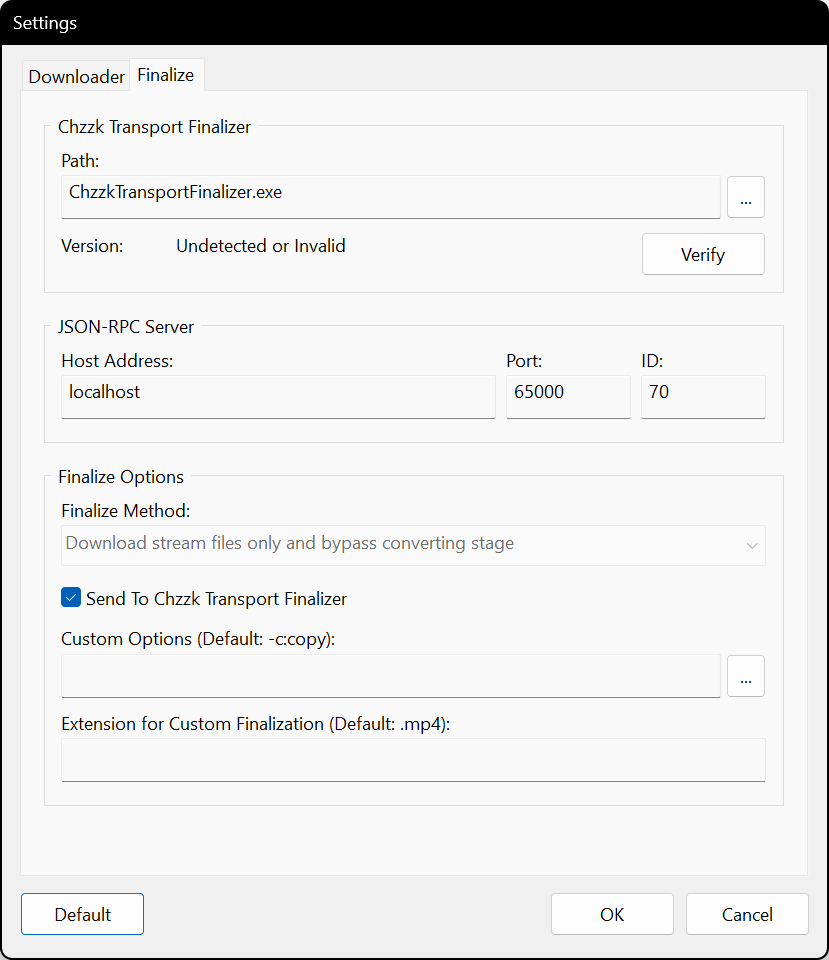 Settings
Downloader Finalize
Chzzk Transport Finalizer
Path:
ChzzkTransportFinalizer.exe ...
Version: Undetected or Invalid Verify
JSON-RPC Server
Host Address: Port: ID:
localhost 65000 70
Finalize Options
Finalize Method:
Download stream files only and bypass converting stage
Send To Chzzk Transport Finalizer
Custom Options (Default: -c:copy):
...
Extension for Custom Finalization (Default: .mp4):
Default OK Cancel